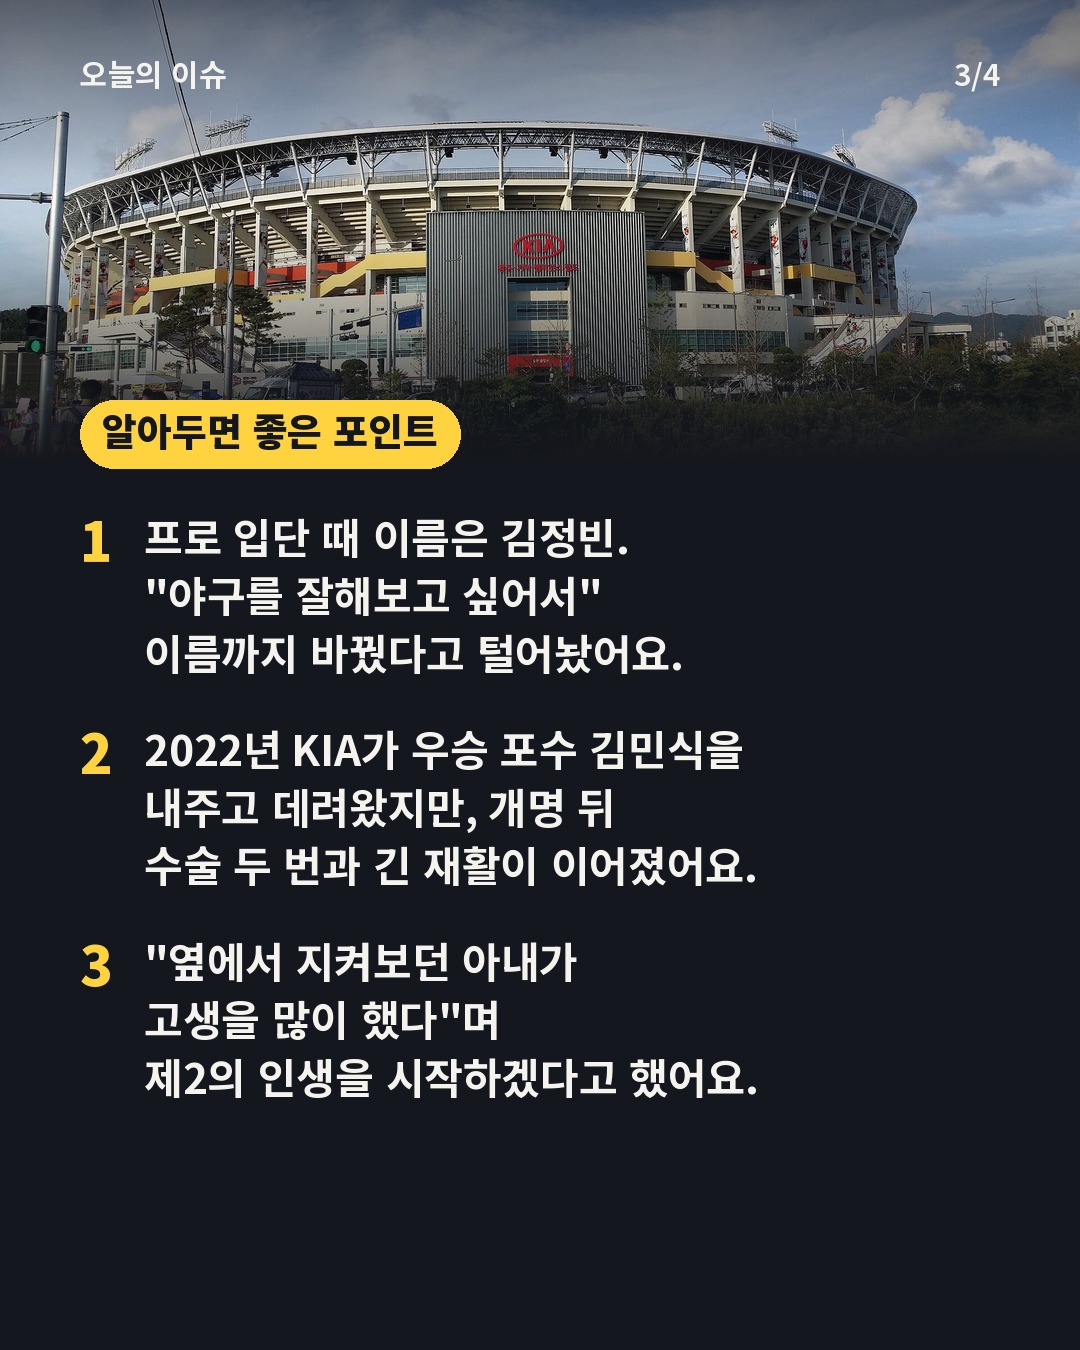 오늘의 이슈
3/4
KIA
알아두면 좋은 포인트
1 프로 입단 때 이름은 김정빈.
"야구를 잘해보고 싶어서"
이름까지 바꿨다고 털어놨어요.
2 2022년 KIA가 우승 포수 김민식을
내주고 데려왔지만, 개명 뒤
수술 두 번과 긴 재활이 이어졌어요.
3 "옆에서 지켜보던 아내가
고생을 많이 했다"며
제2의 인생을 시작하겠다고 했어요.